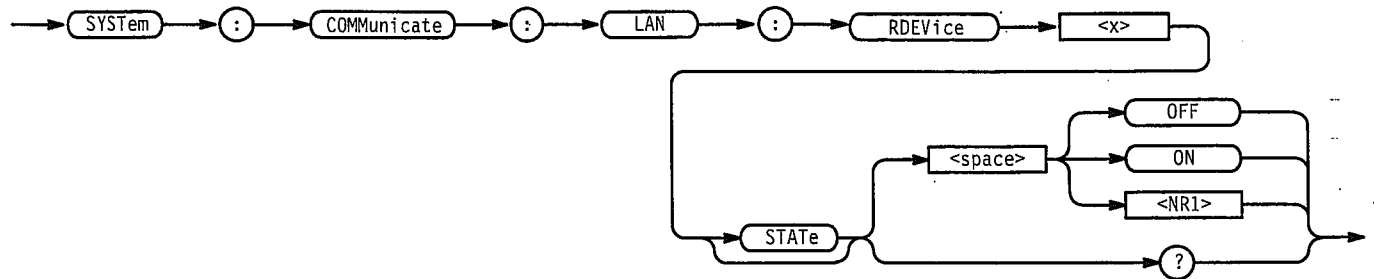 SYSTem : COMMunicate : LAN : RDEVice <x>
OFF
<space> ON
<NR1>
STATe
?